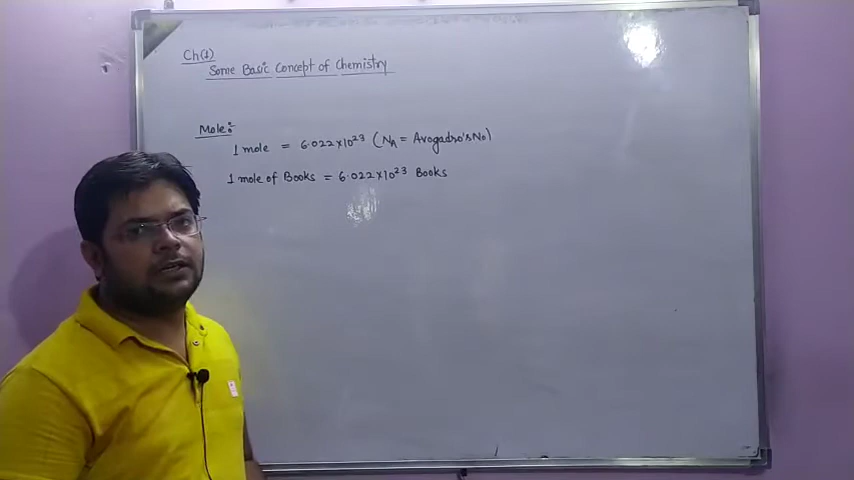 Ch(1)
Some Basic Concept of Chemistry
Mole:
1 mole = 6.022×10²³ (NA = Avogadro's No)
1 mole of Books = 6.022×10²³ Books